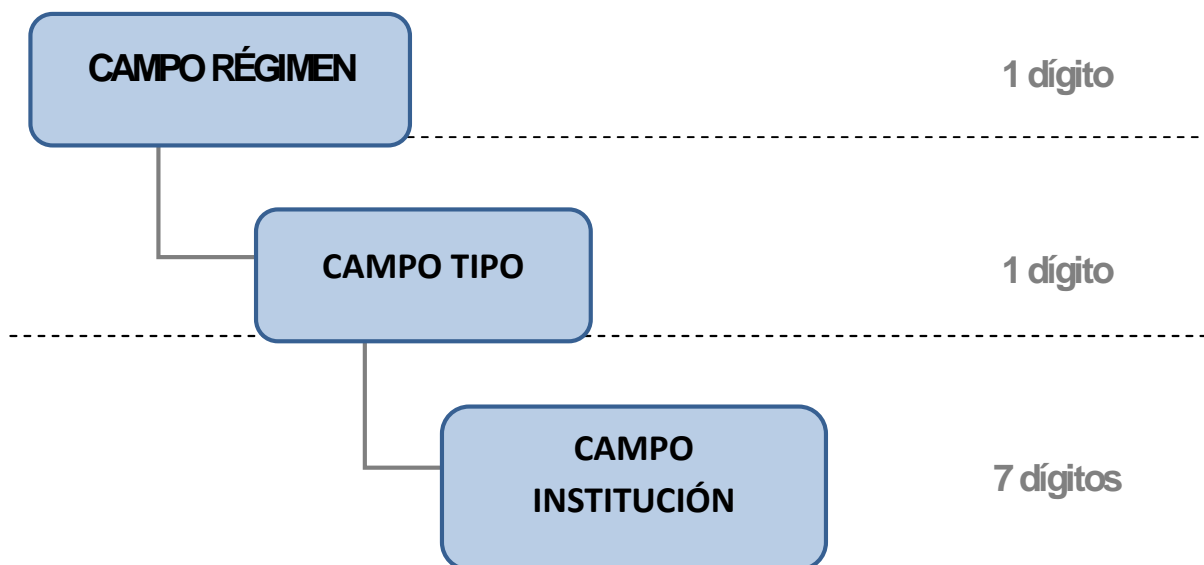 CAMPO RÉGIMEN
1 dígito
CAMPO TIPO
1 dígito
CAMPO
INSTITUCIÓN
7 dígitos